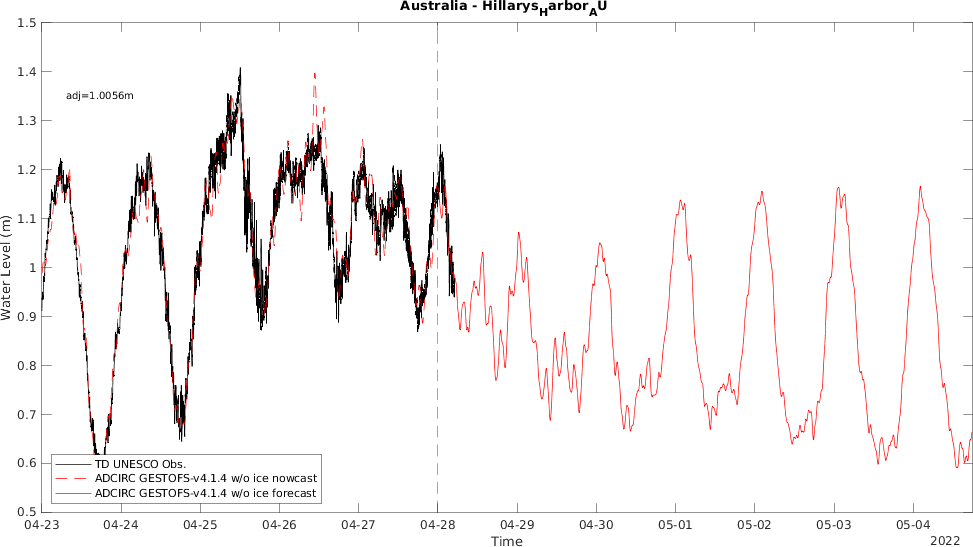 Australia - HillarysHarborAU
1.5
1.4
adj=1.0056m
1.3
1.2
1.1
Water Level (m)
1
0.9
0.8
0.7
0.6
TD UNESCO Obs.
ADCIRC GESTOFS-v4.1.4 w/o ice nowcast
ADCIRC GESTOFS-v4.1.4 w/o ice forecast
0.5
04-23 04-24 04-25 04-26 04-27 04-28 04-29 04-30 05-01 05-02 05-03 05-04
Time
2022